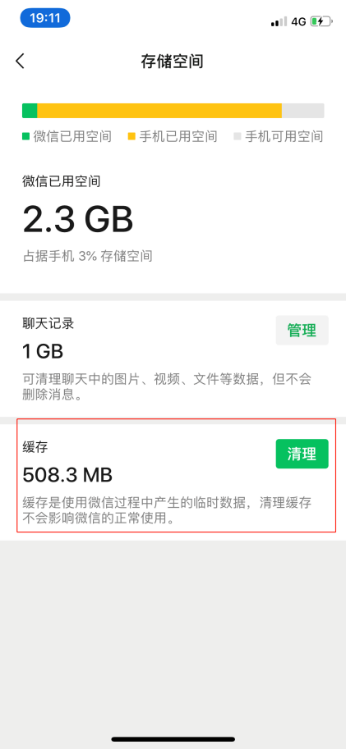 19:11
4G
存储空间
微信已用空间 手机已用空间 手机可用空间
微信已用空间
2.3 GB
占据手机 3% 存储空间
聊天记录
管理
1 GB
可清理聊天中的图片、视频、文件等数据，但不会
删除消息。
缓存
清理
508.3 MB
缓存是使用微信过程中产生的临时数据，清理缓存
不会影响微信的正常使用。